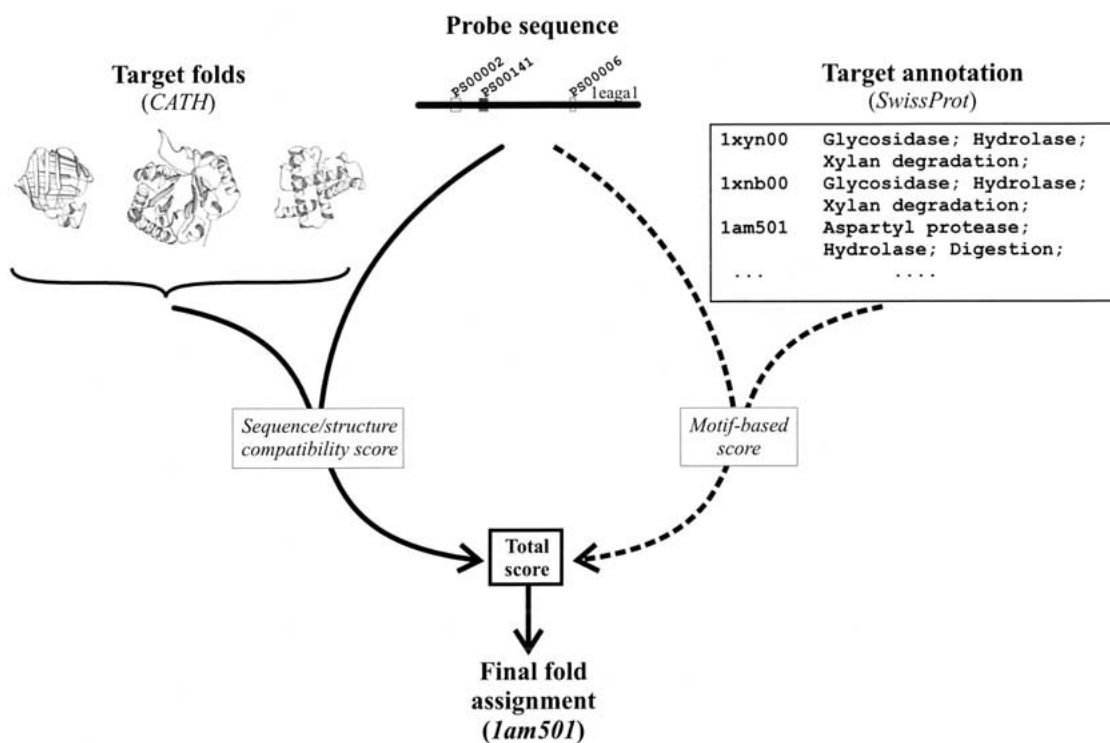 Probe sequence
PS00002
PS00141
PS00006
1eaga1
Target folds
(CATH)
Target annotation
(SwissProt)
1xyn00 Glycosidase; Hydrolase;
Xylan degradation;
1xnb00 Glycosidase; Hydrolase;
Xylan degradation;
1am501 Aspartyl protease;
Hydrolase; Digestion;
... ....
Sequence/structure
compatibility score
Motif-based
score
Total
score
Final fold
assignment
(1am501)